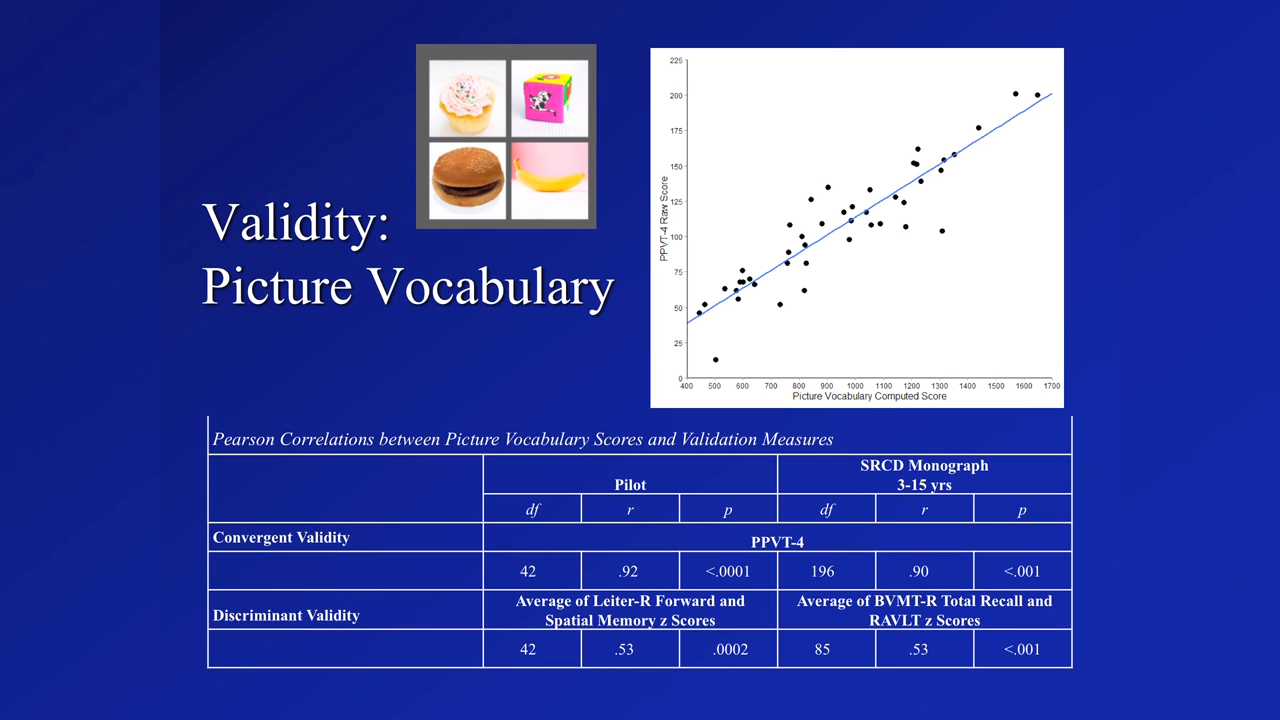 Validity:
Picture Vocabulary
225
200
175
150
125
100
75
50
25
0
PPVT-4 Raw Score
400 500 600 700 800 900 1000 1100 1200 1300 1400 1500 1600 1700
Picture Vocabulary Computed Score
Pearson Correlations between Picture Vocabulary Scores and Validation Measures
Pilot
SRCD Monograph
3-15 yrs
df r p df r p
Convergent Validity
PPVT-4
42 .92 <.0001 196 .90 <.001
Discriminant Validity
Average of Leiter-R Forward and
Spatial Memory z Scores
Average of BVMT-R Total Recall and
RAVLT z Scores
42 .53 .0002 85 .53 <.001